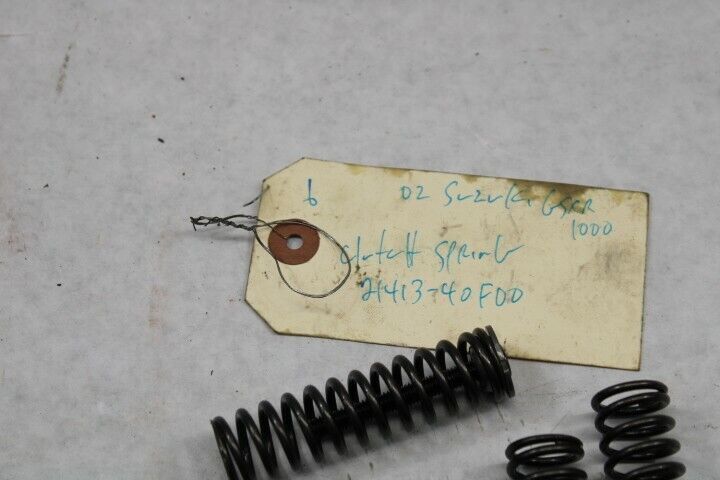 6
02 Suzuki GSXR
1000
clutcH SPRinG
21413-40F00